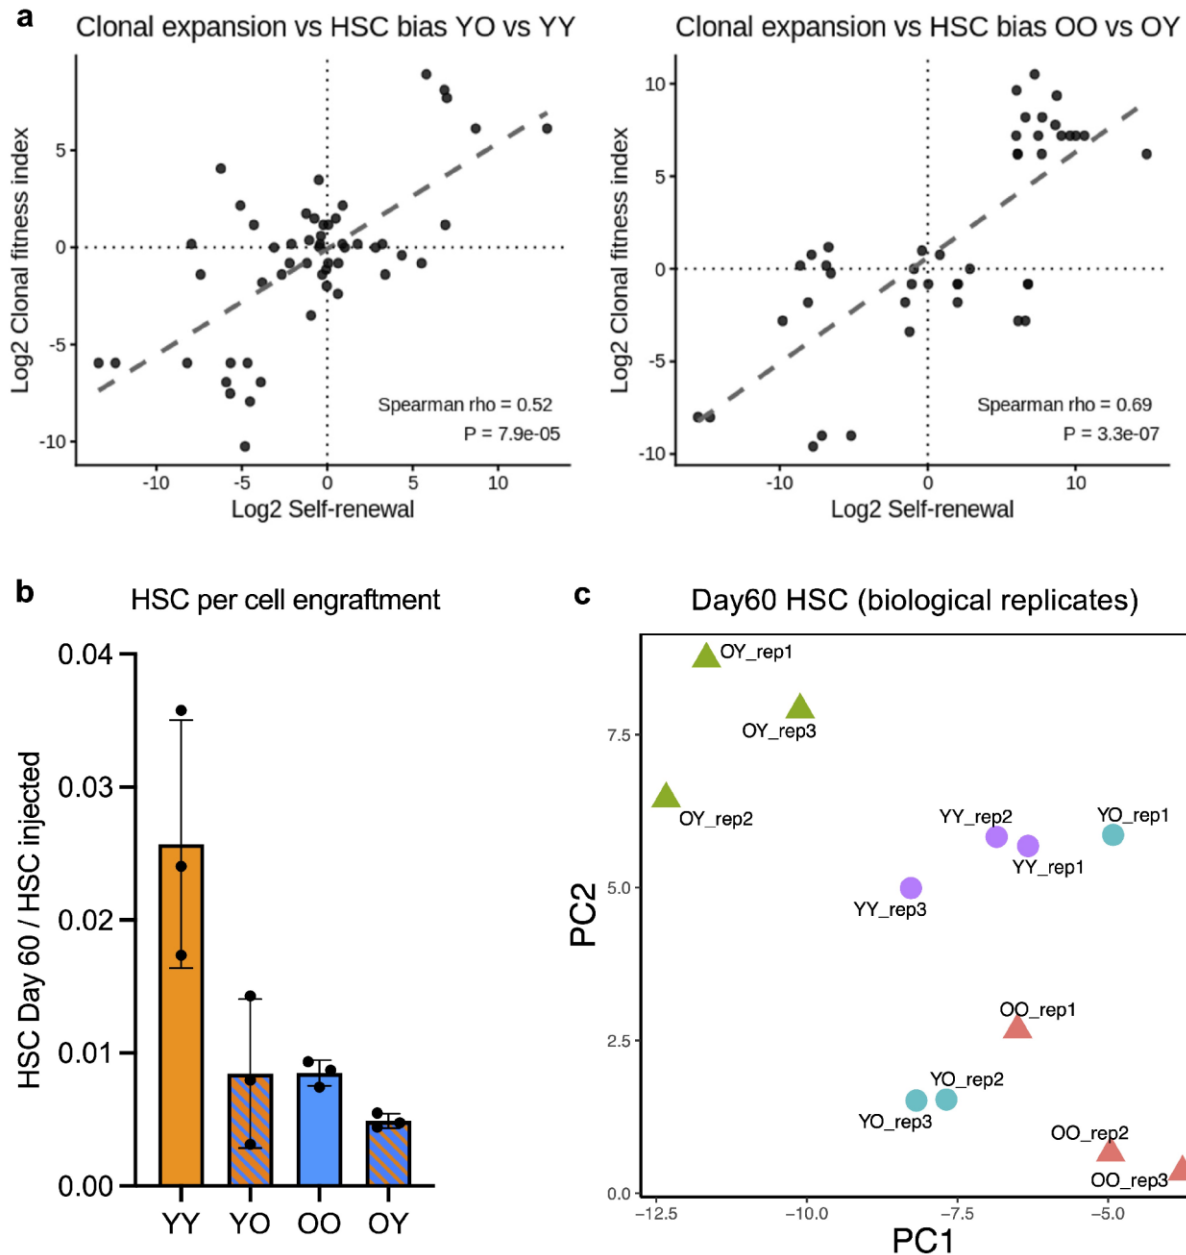 a
Clonal expansion vs HSC bias YO vs YY
Log2 Clonal fitness index
5
0
-5
-10
Spearman rho = 0.52
P = 7.9e-05
-10
-5
0
5
10
Log2 Self-renewal
Clonal expansion vs HSC bias OO vs OY
Log2 Clonal fitness index
10
5
0
-5
-10
Spearman rho = 0.69
P = 3.3e-07
-10
0
10
Log2 Self-renewal
b
HSC per cell engraftment
HSC Day 60 / HSC injected
0.04
0.03
0.02
0.01
0.00
YY
YO
OO
OY
c
Day60 HSC (biological replicates)
PC2
7.5
5.0
2.5
0.0
OY_rep1
OY_rep3
OY_rep2
YY_rep2
YO_rep1
YY_rep1
YY_rep3
OO_rep1
YO_rep2
YO_rep3
OO_rep2
OO_rep3
−12.5
−10.0
−7.5
−5.0
PC1